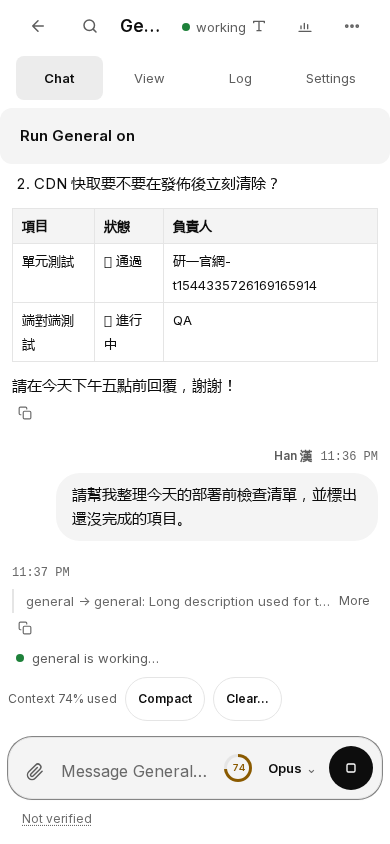 Ge...
working
Chat
View
Log
Settings
Run General on
2. CDN 快取要不要在發佈後立刻清除？
項目
狀態
負責人
單元測試
通過
研一官網-
t1544335726169165914
端對端測
試
進行
中
QA
請在今天下午五點前回覆，謝謝！
Han 漢 11:36 PM
請幫我整理今天的部署前檢查清單，並標出
還沒完成的項目。
11:37 PM
general → general: Long description used for t… More
general is working…
Context 74% used
Compact
Clear…
Message General…
74
Opus
Not verified